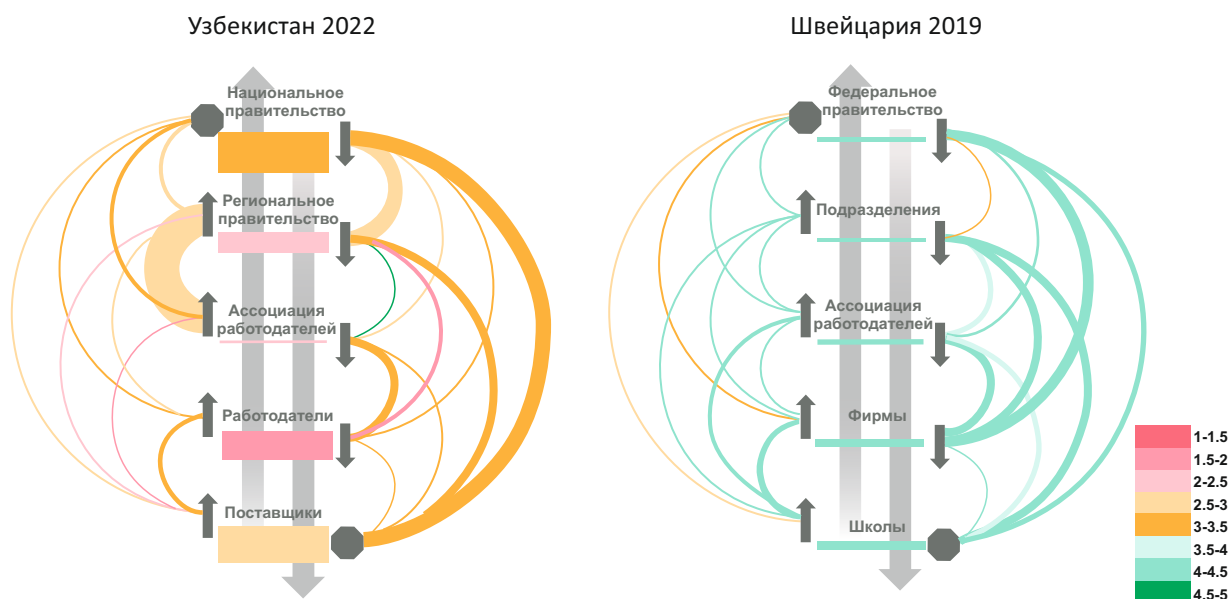 Узбекистан 2022
Национальное
правительство
Региональное
правительство
Ассоциация
работодателей
Работодатели
Поставщики
Швейцария 2019
Федеральное
правительство
Подразделения
Ассоциация
работодателей
Фирмы
Школы
1-1.5
1.5-2
2-2.5
2.5-3
3-3.5
3.5-4
4-4.5
4.5-5